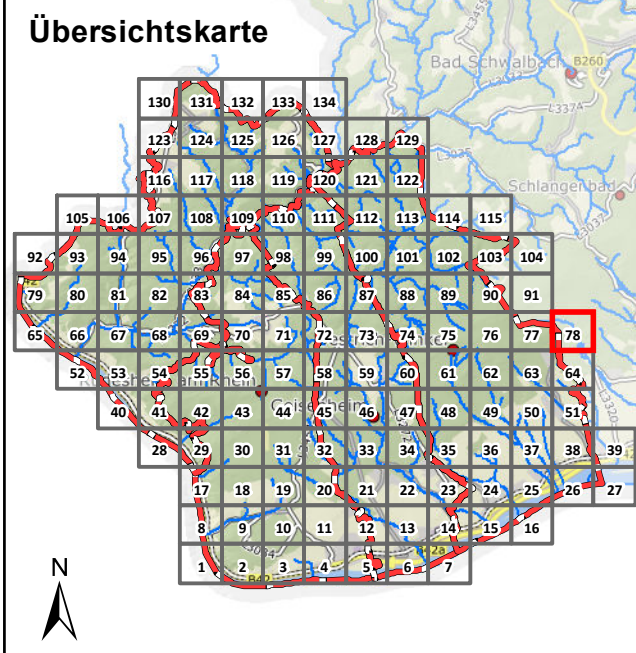 Übersichtskarte
Bad Schwalbach
B260
L3374
L3035
Schlangenbad
L3037
130 131 132 133 134
123 124 125 126 127 128 129
116 117 118 119 120 121 122
105 106 107 108 109 110 111 112 113 114 115
92 93 94 95 96 97 98 99 100 101 102 103 104
79 80 81 82 83 84 85 86 87 88 89 90 91
65 66 67 68 69 70 71 72 73 74 75 76 77 78
52 53 54 55 56 57 58 59 60 61 62 63 64
40 41 42 43 44 45 46 47 48 49 50 51
28 29 30 31 32 33 34 35 36 37 38 39
17 18 19 20 21 22 23 24 25 26 27
8 9 10 11 12 13 14 15 16
1 2 3 4 5 6 7
L3034
B42
B42a
N